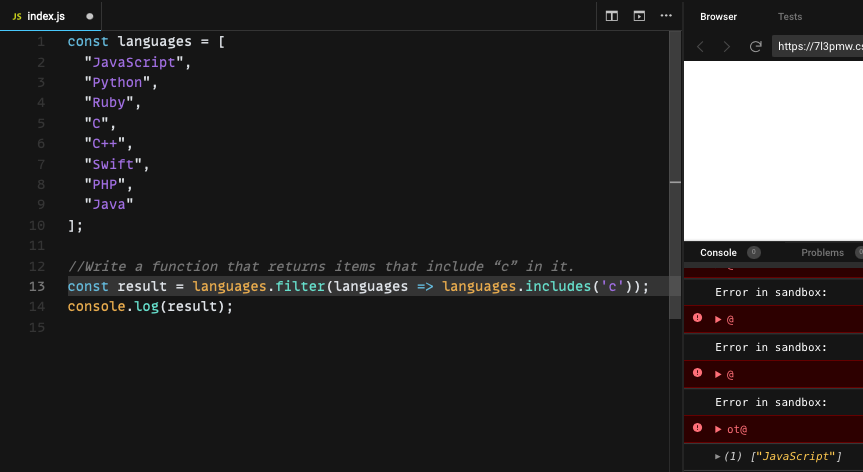 JS index.js
Browser
Tests
https://7l3pmw.cs
1 const languages = [
2 "JavaScript",
3 "Python",
4 "Ruby",
5 "C",
6 "C++",
7 "Swift",
8 "PHP",
9 "Java"
10 ];
11
12 //Write a function that returns items that include “c” in it.
13 const result = languages.filter(languages => languages.includes('c'));
14 console.log(result);
15
Console 0
Problems
Error in sandbox:
@
Error in sandbox:
@
Error in sandbox:
ot@
(1) ["JavaScript"]